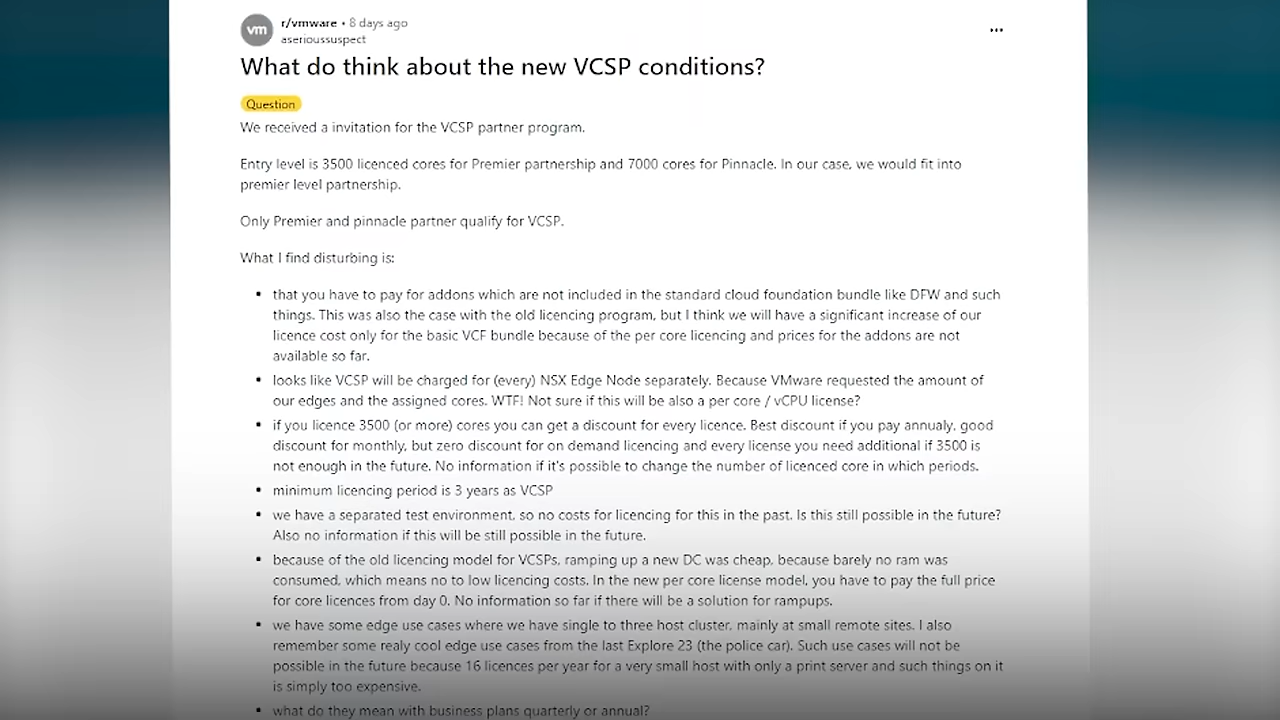 vm
r/vmware • 8 days ago
aserioussuspect
...
What do think about the new VCSP conditions?
Question
We received a invitation for the VCSP partner program.
Entry level is 3500 licenced cores for Premier partnership and 7000 cores for Pinnacle. In our case, we would fit into
premier level partnership.
Only Premier and pinnacle partner qualify for VCSP.
What I find disturbing is:
• that you have to pay for addons which are not included in the standard cloud foundation bundle like DFW and such
things. This was also the case with the old licencing program, but I think we will have a significant increase of our
licence cost only for the basic VCF bundle because of the per core licencing and prices for the addons are not
available so far.
• looks like VCSP will be charged for (every) NSX Edge Node separately. Because VMware requested the amount of
our edges and the assigned cores. WTF! Not sure if this will be also a per core / vCPU license?
• if you licence 3500 (or more) cores you can get a discount for every licence. Best discount if you pay annualy, good
discount for monthly, but zero discount for on demand licencing and every license you need additional if 3500 is
not enough in the future. No information if it's possible to change the number of licenced core in which periods.
• minimum licencing period is 3 years as VCSP
• we have a separated test environment, so no costs for licencing for this in the past. Is this still possible in the future?
Also no information if this will be still possible in the future.
• because of the old licencing model for VCSPs, ramping up a new DC was cheap, because barely no ram was
consumed, which means no to low licencing costs. In the new per core license model, you have to pay the full price
for core licences from day 0. No information so far if there will be a solution for rampups.
• we have some edge use cases where we have single to three host cluster, mainly at small remote sites. I also
remember some realy cool edge use cases from the last Explore 23 (the police car). Such use cases will not be
possible in the future because 16 licences per year for a very small host with only a print server and such things on it
is simply too expensive.
• what do they mean with business plans quarterly or annual?